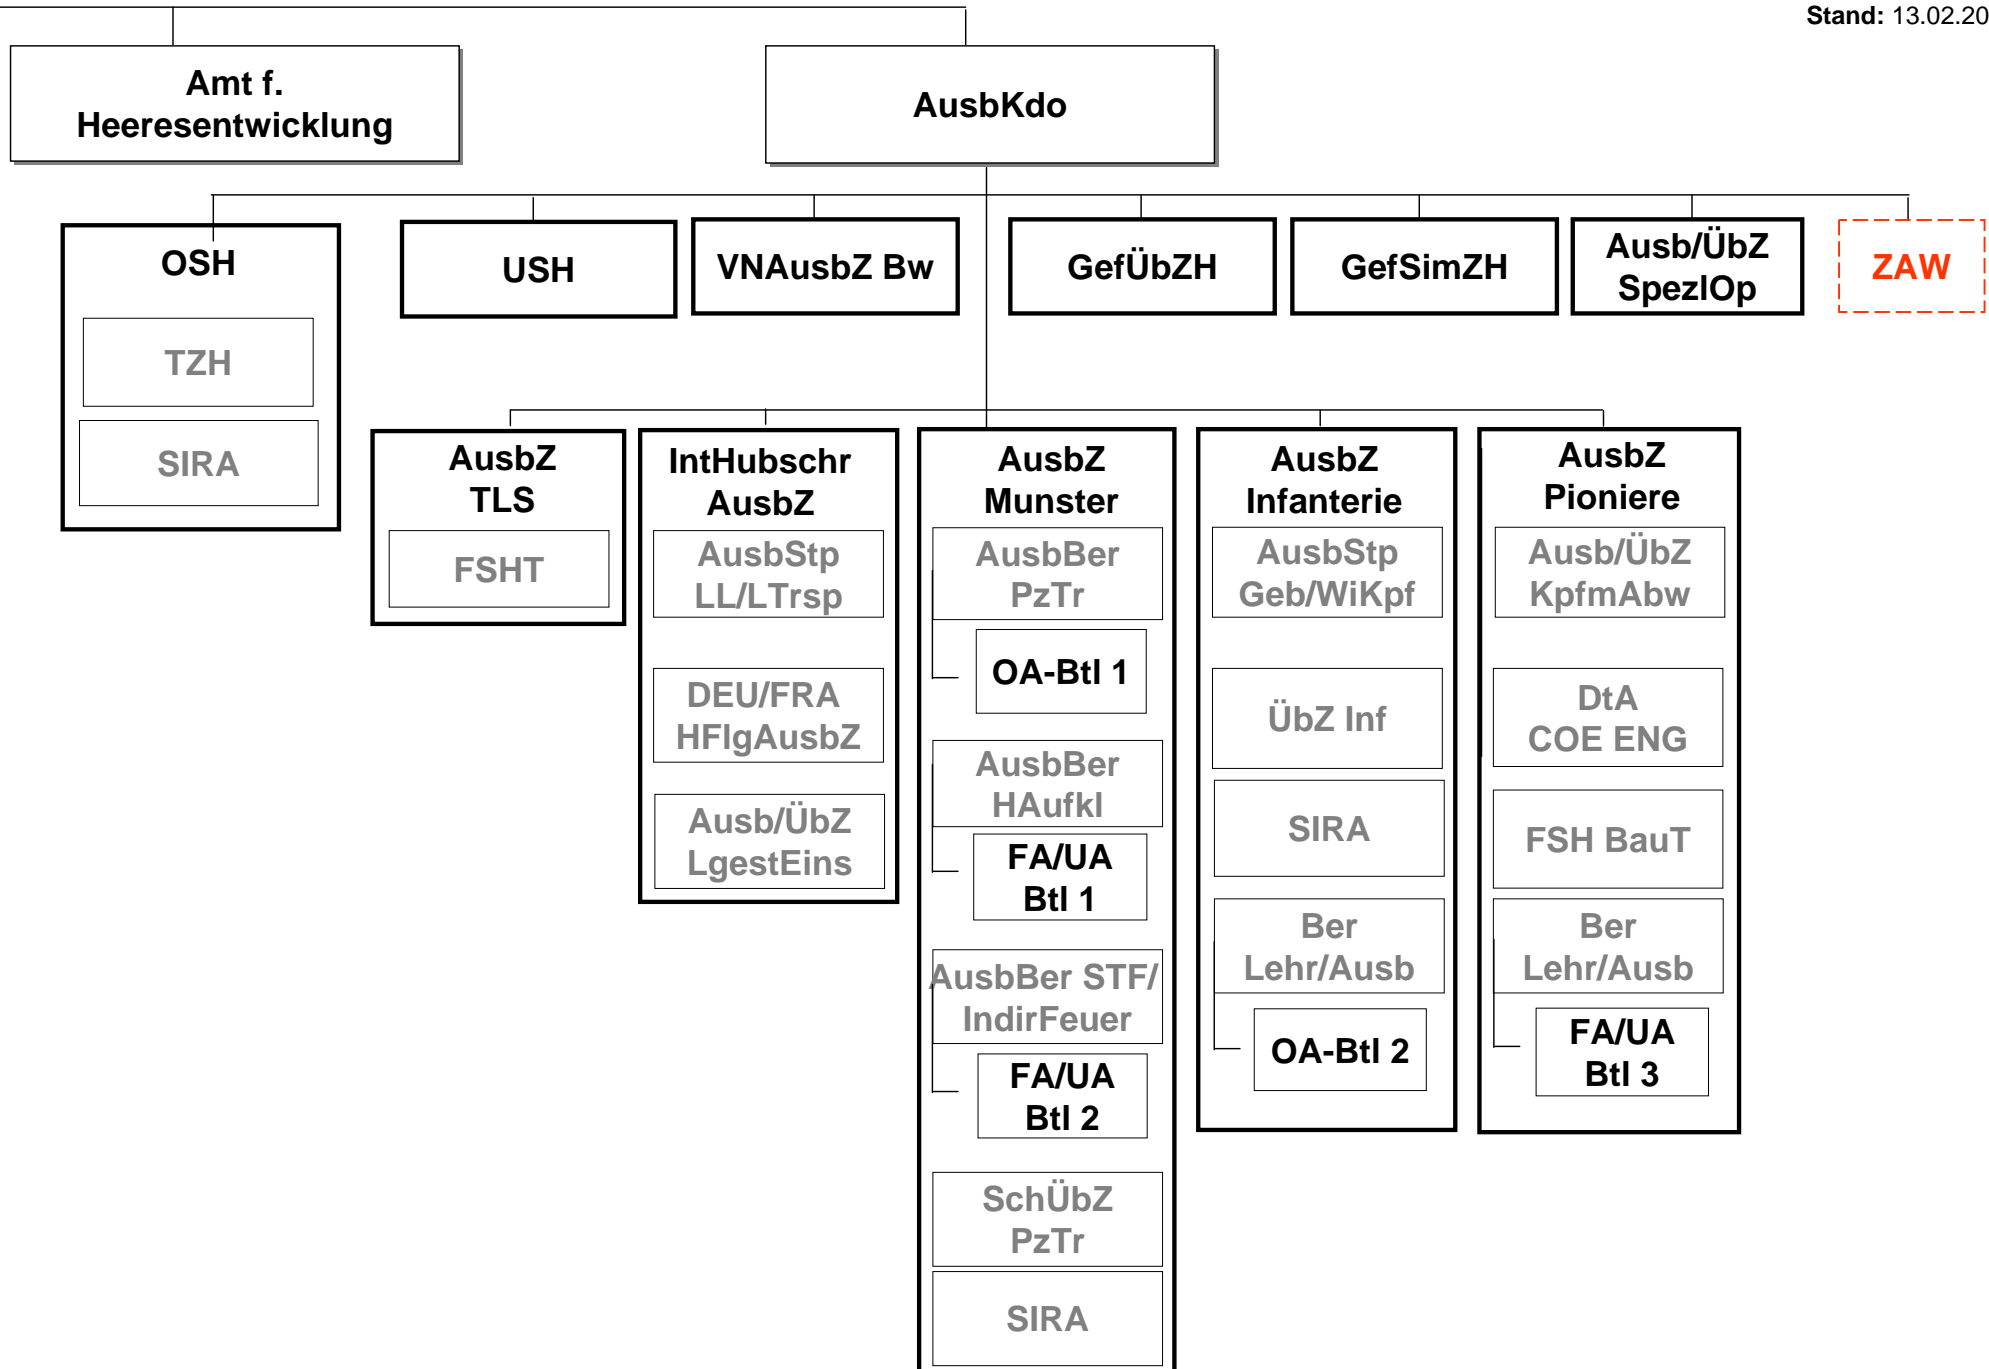 Stand: 13.02.20
Amt f.
Heeresentwicklung
AusbKdo
OSH
TZH
SIRA
USH
VNAusbZ Bw
GefÜbZH
GefSimZH
Ausb/ÜbZ
SpezlOp
ZAW
AusbZ
TLS
FSHT
IntHubschr
AusbZ
AusbStp
LL/LTrsp
DEU/FRA
HFlgAusbZ
Ausb/ÜbZ
LgestEins
AusbZ
Munster
AusbBer
PzTr
OA-Btl 1
AusbBer
HAufkl
FA/UA
Btl 1
AusbBer STF/
IndirFeuer
FA/UA
Btl 2
SchÜbZ
PzTr
SIRA
AusbZ
Infanterie
AusbStp
Geb/WiKpf
ÜbZ Inf
SIRA
Ber
Lehr/Ausb
OA-Btl 2
AusbZ
Pioniere
Ausb/ÜbZ
KpfmAbw
DtA
COE ENG
FSH BauT
Ber
Lehr/Ausb
FA/UA
Btl 3